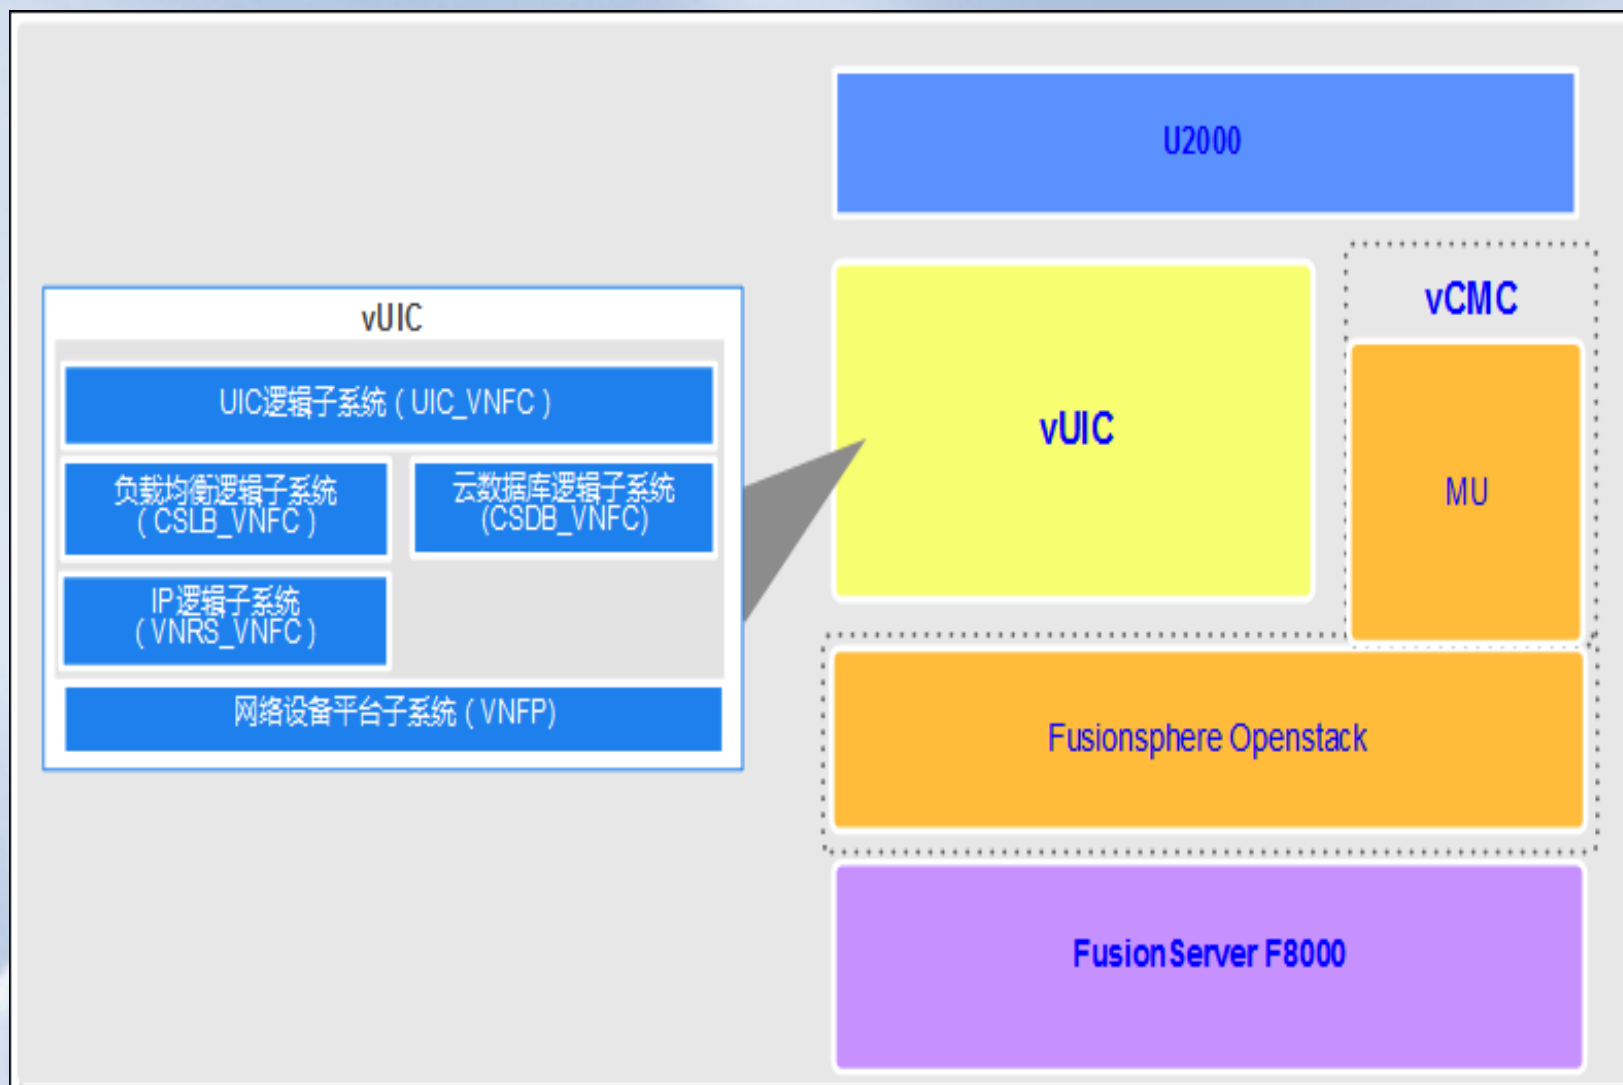 U2000
vCMC
vUIC
MU
Fusionsphere Openstack
FusionServer F8000
vUIC
UIC逻辑子系统 ( UIC_VNFC )
负载均衡逻辑子系统
( CSLB_VNFC )
云数据库逻辑子系统
(CSDB_VNFC)
IP逻辑子系统
( VNRS_VNFC )
网络设备平台子系统 ( VNFP)